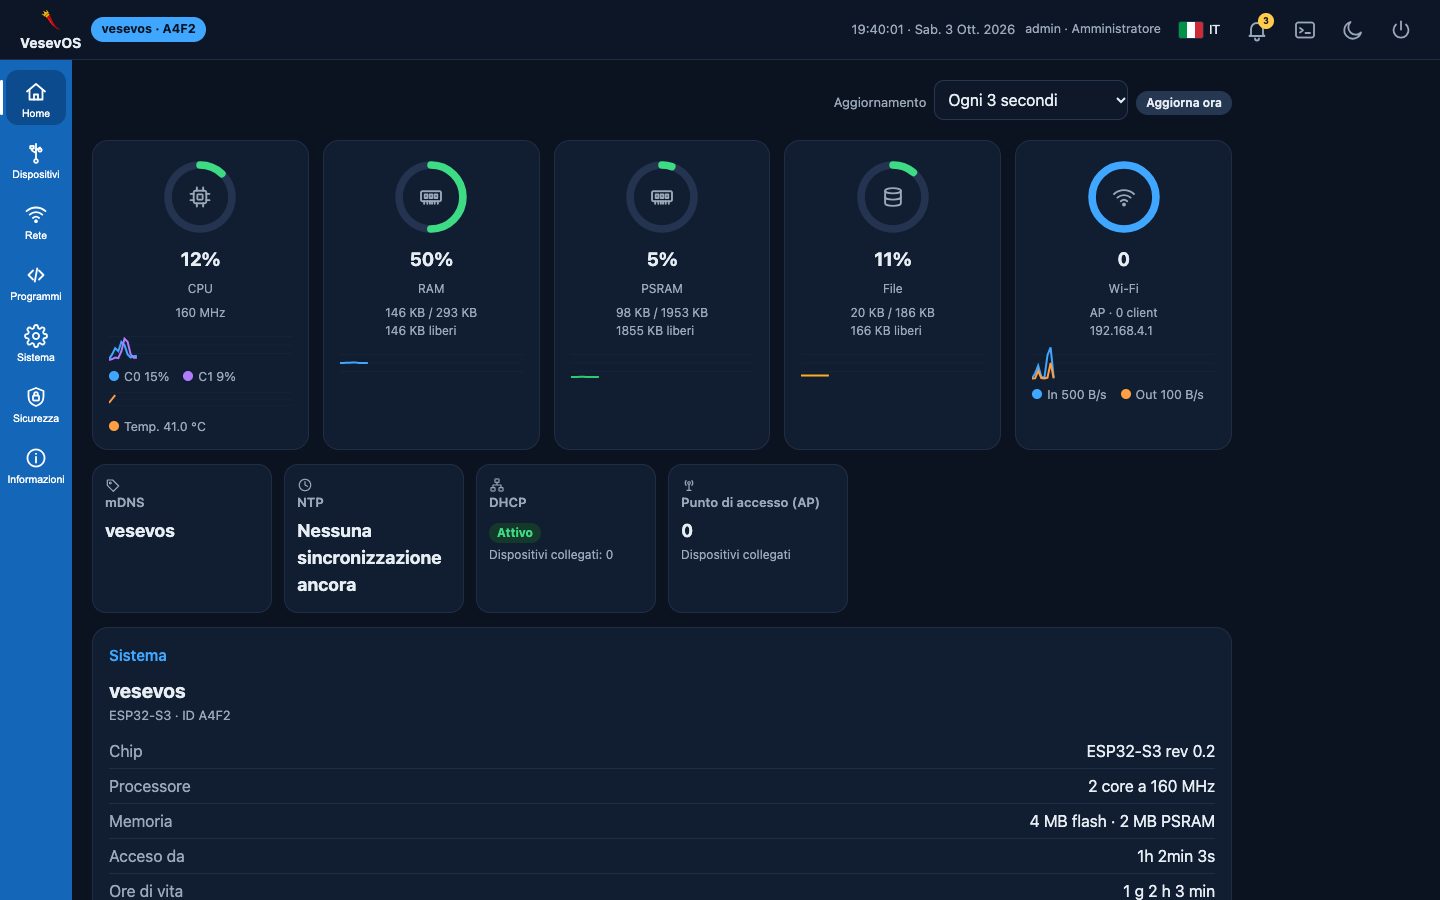 VesevOS
vesevos · A4F2
19:40:01 · Sab. 3 Ott. 2026
admin · Amministratore
IT
3
Home
Dispositivi
Rete
Programmi
Sistema
Sicurezza
Informazioni
Aggiornamento
Ogni 3 secondi
Aggiorna ora
12%
CPU
160 MHz
C0 15%
C1 9%
Temp. 41.0 °C
50%
RAM
146 KB / 293 KB
146 KB liberi
5%
PSRAM
98 KB / 1953 KB
1855 KB liberi
11%
File
20 KB / 186 KB
166 KB liberi
0
Wi-Fi
AP · 0 client
192.168.4.1
In 500 B/s
Out 100 B/s
mDNS
vesevos
NTP
Nessuna
sincronizzazione
ancora
DHCP
Attivo
Dispositivi collegati: 0
Punto di accesso (AP)
0
Dispositivi collegati
Sistema
vesevos
ESP32-S3 · ID A4F2
Chip
ESP32-S3 rev 0.2
Processore
2 core a 160 MHz
Memoria
4 MB flash · 2 MB PSRAM
Acceso da
1h 2min 3s
Ore di vita
1 g 2 h 3 min